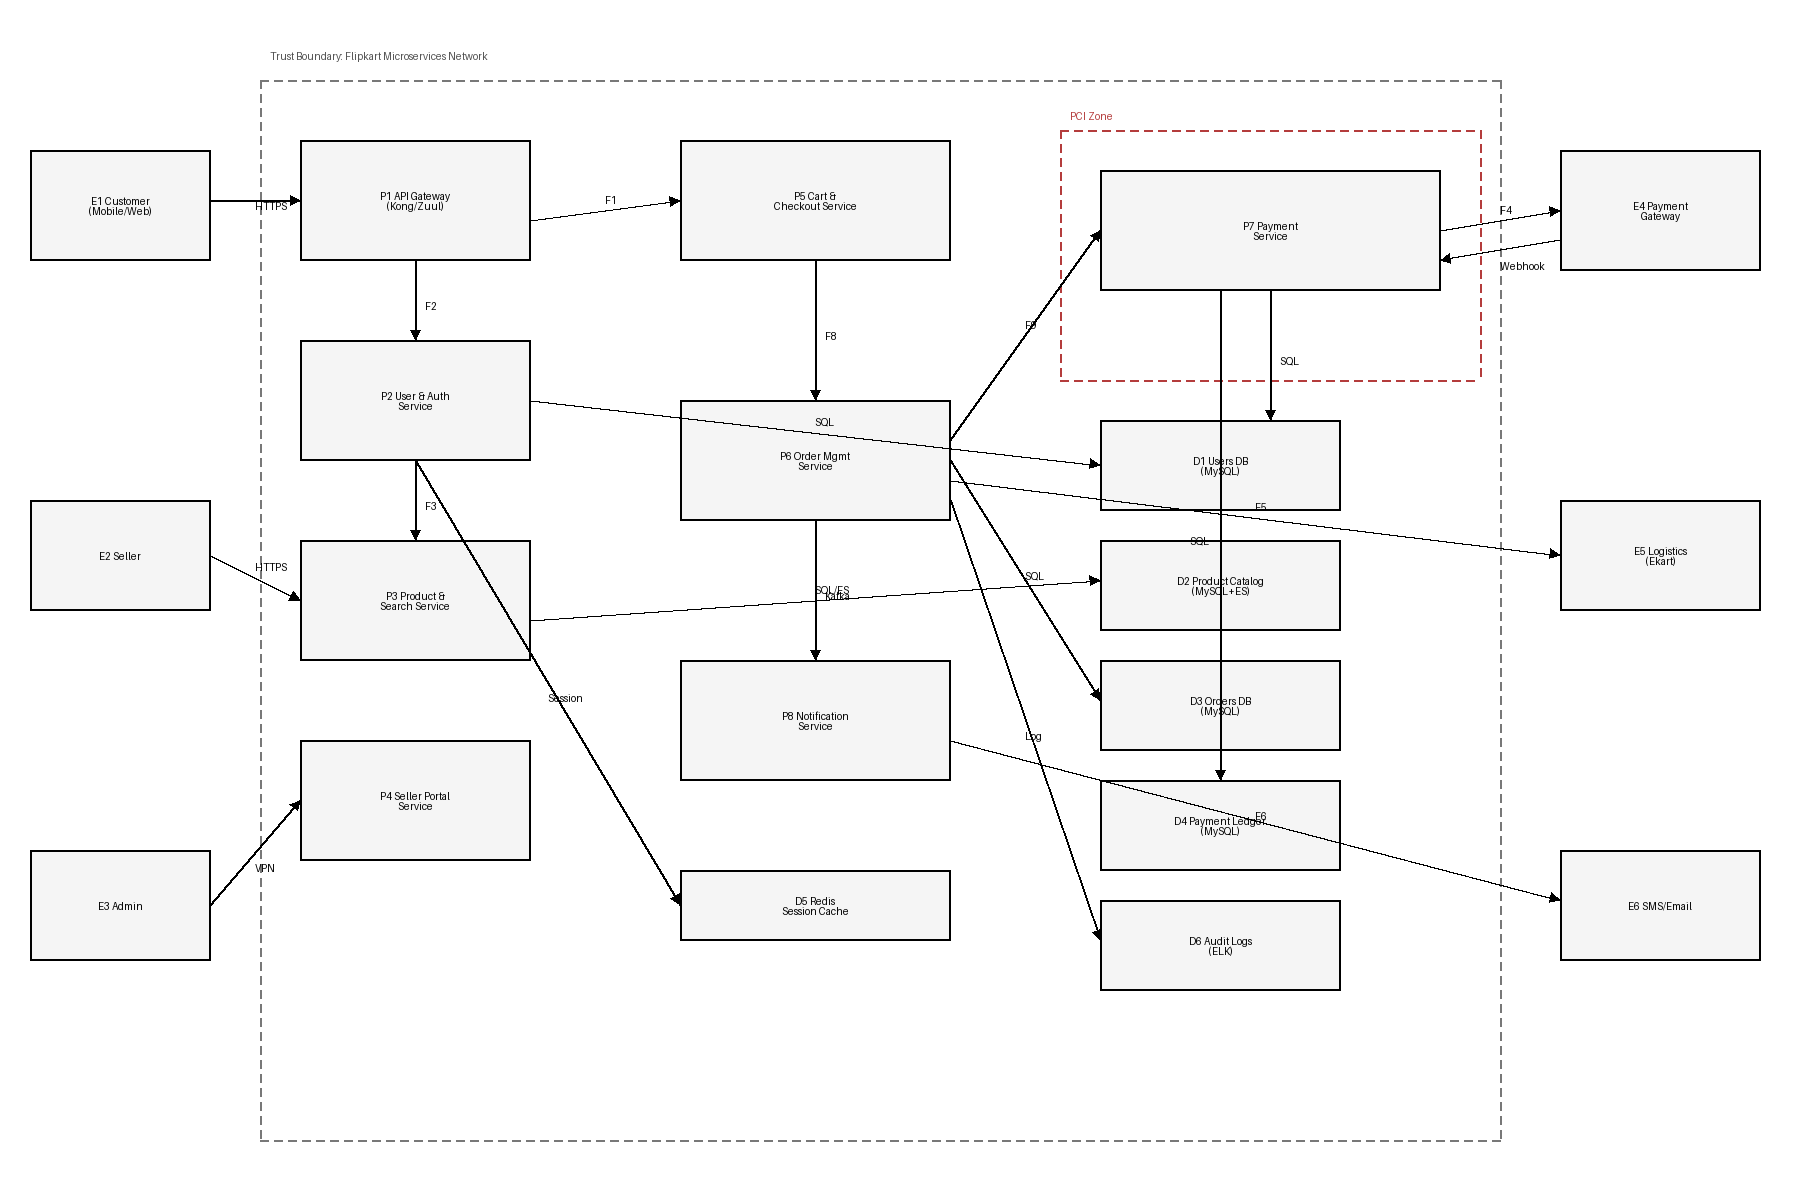 Trust Boundary: Flipkart Microservices Network
PCI Zone
E1 Customer
(Mobile/Web)
HTTPS
P1 API Gateway
(Kong/Zuul)
F1
P5 Cart &
Checkout Service
P7 Payment
Service
F4
Webhook
E4 Payment
Gateway
F2
F8
F9
SQL
P2 User & Auth
Service
SQL
P6 Order Mgmt
Service
D1 Users DB
(MySQL)
F3
F5
SQL
E2 Seller
HTTPS
P3 Product &
Search Service
SQL/ES
Kafka
SQL
D2 Product Catalog
(MySQL+ES)
E5 Logistics
(Ekart)
Session
P8 Notification
Service
Log
D3 Orders DB
(MySQL)
P4 Seller Portal
Service
VPN
F6
D4 Payment Ledger
(MySQL)
E3 Admin
D5 Redis
Session Cache
D6 Audit Logs
(ELK)
E6 SMS/Email